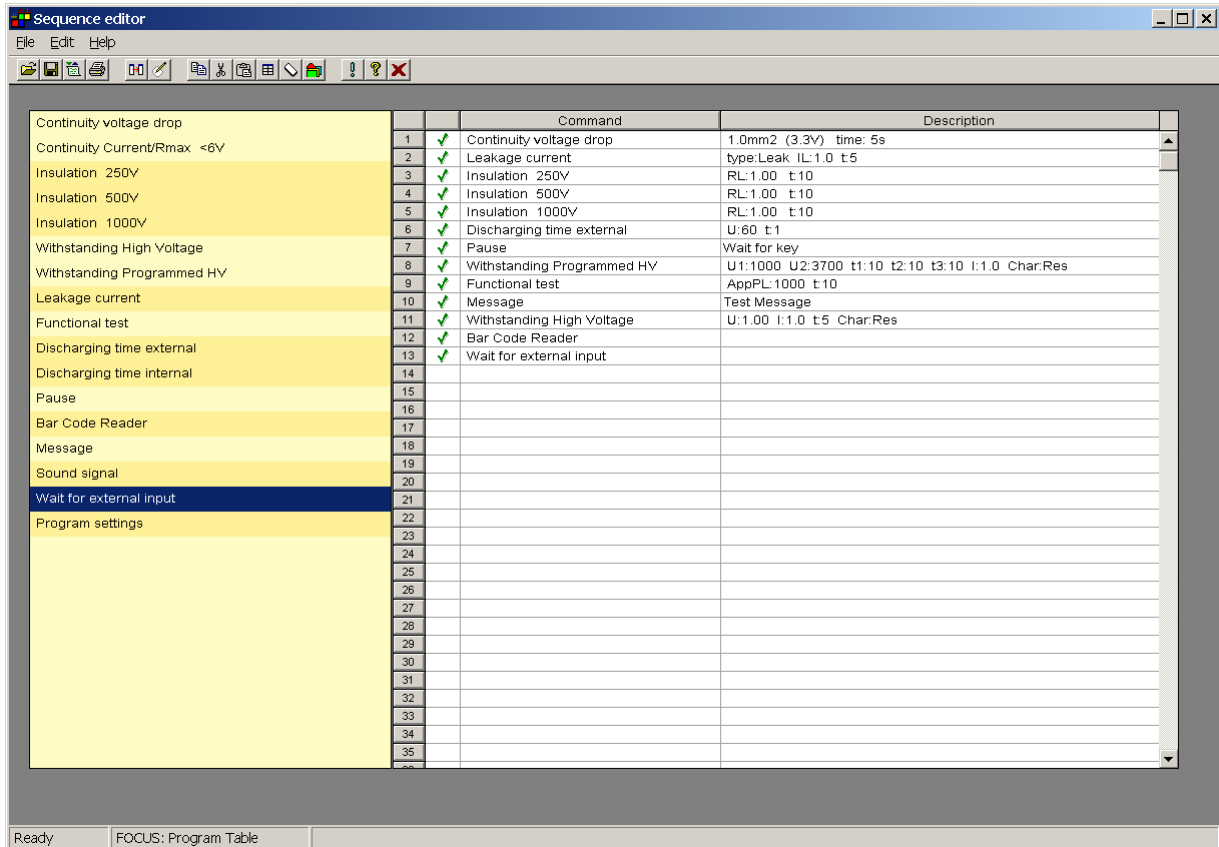 Sequence editor
File Edit Help
Continuity voltage drop
Continuity Current/Rmax <6V
Insulation 250V
Insulation 500V
Insulation 1000V
Withstanding High Voltage
Withstanding Programmed HV
Leakage current
Functional test
Discharging time external
Discharging time internal
Pause
Bar Code Reader
Message
Sound signal
Wait for external input
Program settings
Command Description
1 Continuity voltage drop 1.0mm2 (3.3V) time: 5s
2 Leakage current type:Leak IL:1.0 t:5
3 Insulation 250V RL:1.00 t:10
4 Insulation 500V RL:1.00 t:10
5 Insulation 1000V RL:1.00 t:10
6 Discharging time external U:60 t:1
7 Pause Wait for key
8 Withstanding Programmed HV U1:1000 U2:3700 t1:10 t2:10 t3:10 I:1.0 Char:Res
9 Functional test AppPL:1000 t:10
10 Message Test Message
11 Withstanding High Voltage U:1.00 I:1.0 t:5 Char:Res
12 Bar Code Reader
13 Wait for external input
14
15
16
17
18
19
20
21
22
23
24
25
26
27
28
29
30
31
32
33
34
35
Ready FOCUS: Program Table